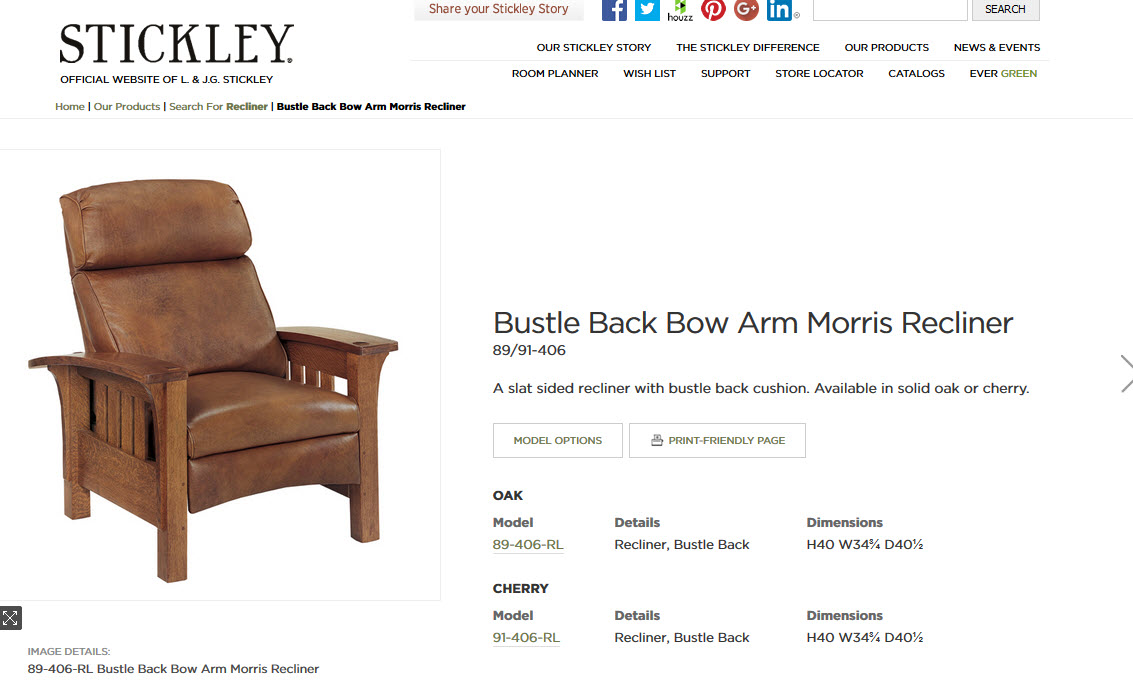 Share your Stickley Story
houzz
SEARCH
STICKLEY®
OFFICIAL WEBSITE OF L. & J.G. STICKLEY
OUR STICKLEY STORY THE STICKLEY DIFFERENCE OUR PRODUCTS NEWS & EVENTS
ROOM PLANNER WISH LIST SUPPORT STORE LOCATOR CATALOGS EVER GREEN
Home | Our Products | Search For Recliner | Bustle Back Bow Arm Morris Recliner
Bustle Back Bow Arm Morris Recliner
89/91-406
A slat sided recliner with bustle back cushion. Available in solid oak or cherry.
MODEL OPTIONS PRINT-FRIENDLY PAGE
OAK
Model Details Dimensions
89-406-RL Recliner, Bustle Back H40 W34¾ D40½
CHERRY
Model Details Dimensions
91-406-RL Recliner, Bustle Back H40 W34¾ D40½
IMAGE DETAILS:
89-406-RL Bustle Back Bow Arm Morris Recliner